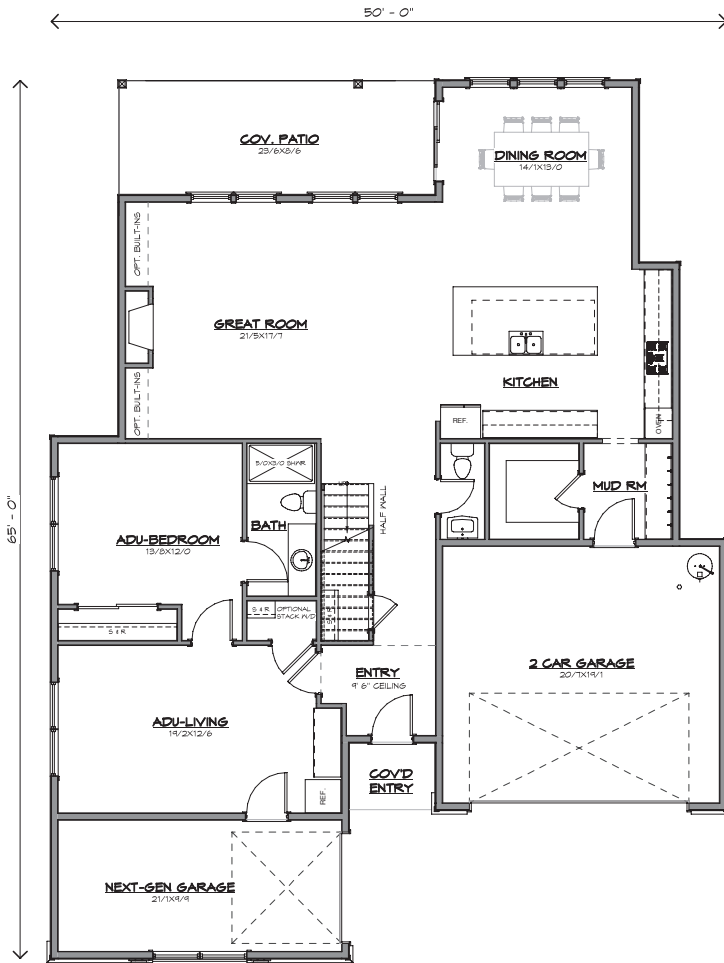 50' - 0"
COV. PATIO
23/6X8/6
DINING ROOM
14/1X13/0
OPT. BUILT-INS
GREAT ROOM
21/5X17/7
KITCHEN
OPT. BUILT-INS
REF.
OVEN
65' - 0"
5/0X3/0 SHWR
MUD RM
HALF WALL
BATH
ADU-BEDROOM
13/8X12/0
S & R
OPTIONAL
STACK W/D
S & R
S & R
2 CAR GARAGE
20/7X19/1
ENTRY
9' 6" CEILING
ADU-LIVING
19/2X12/6
COV'D
ENTRY
REF.
NEXT-GEN GARAGE
21/1X9/9